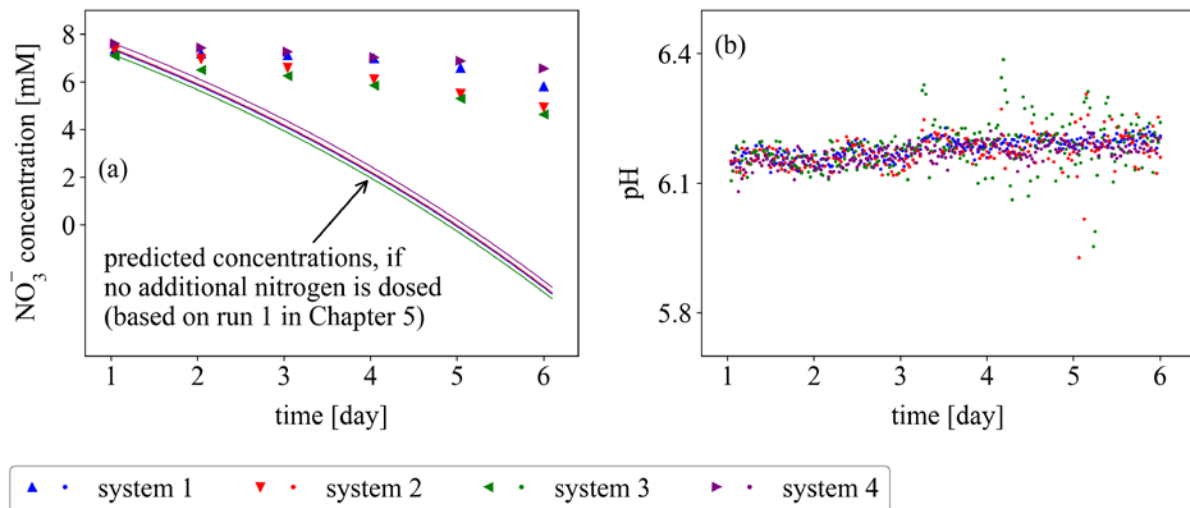 8
6
4
2
0
NO₃⁻ concentration [mM]
(a)
predicted concentrations, if
no additional nitrogen is dosed
(based on run 1 in Chapter 5)
1 2 3 4 5 6
time [day]
(b)
6.4
6.1
5.8
pH
1 2 3 4 5 6
time [day]
system 1 system 2 system 3 system 4